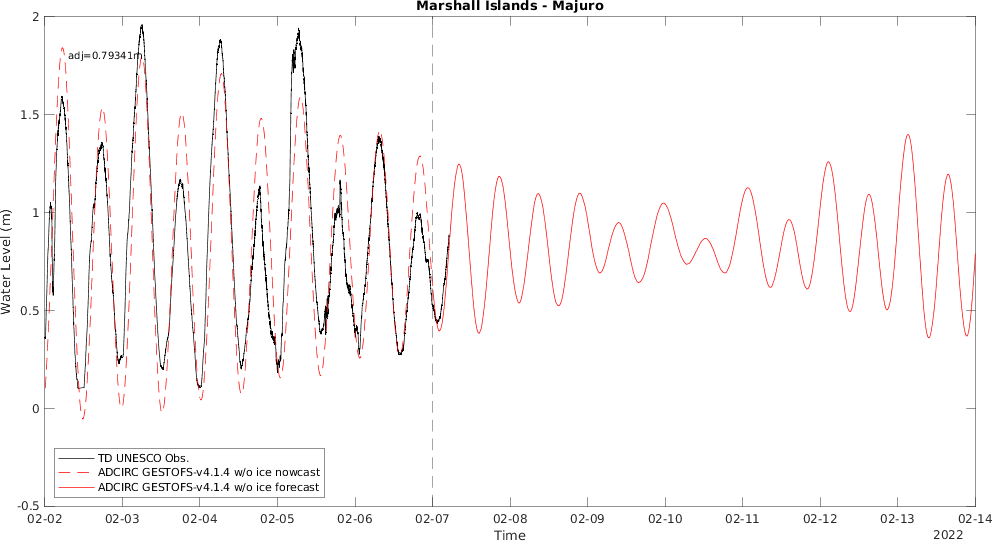 Marshall Islands - Majuro
adj=0.79341m
Water Level (m)
2
1.5
1
0.5
0
-0.5
TD UNESCO Obs.
ADCIRC GESTOFS-v4.1.4 w/o ice nowcast
ADCIRC GESTOFS-v4.1.4 w/o ice forecast
02-02 02-03 02-04 02-05 02-06 02-07 02-08 02-09 02-10 02-11 02-12 02-13 02-14
Time
2022